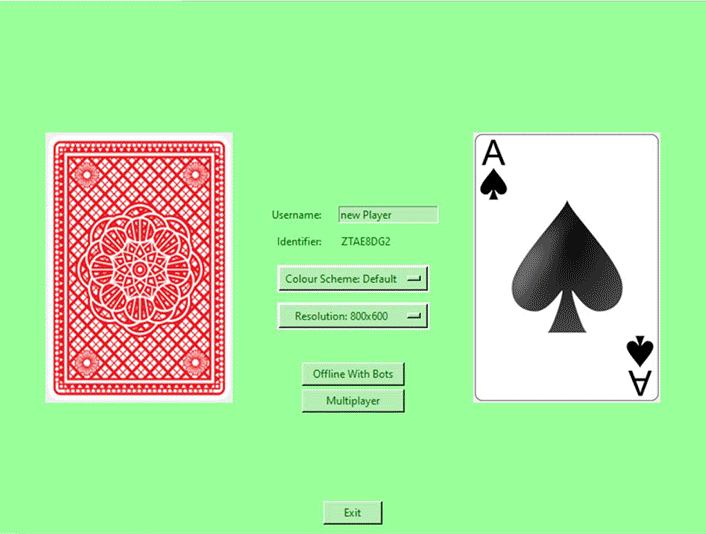 A
Username: new Player
Identifier: ZTAE8DG2
Colour Scheme: Default
Resolution: 800x600
Offline With Bots
Multiplayer
A
Exit